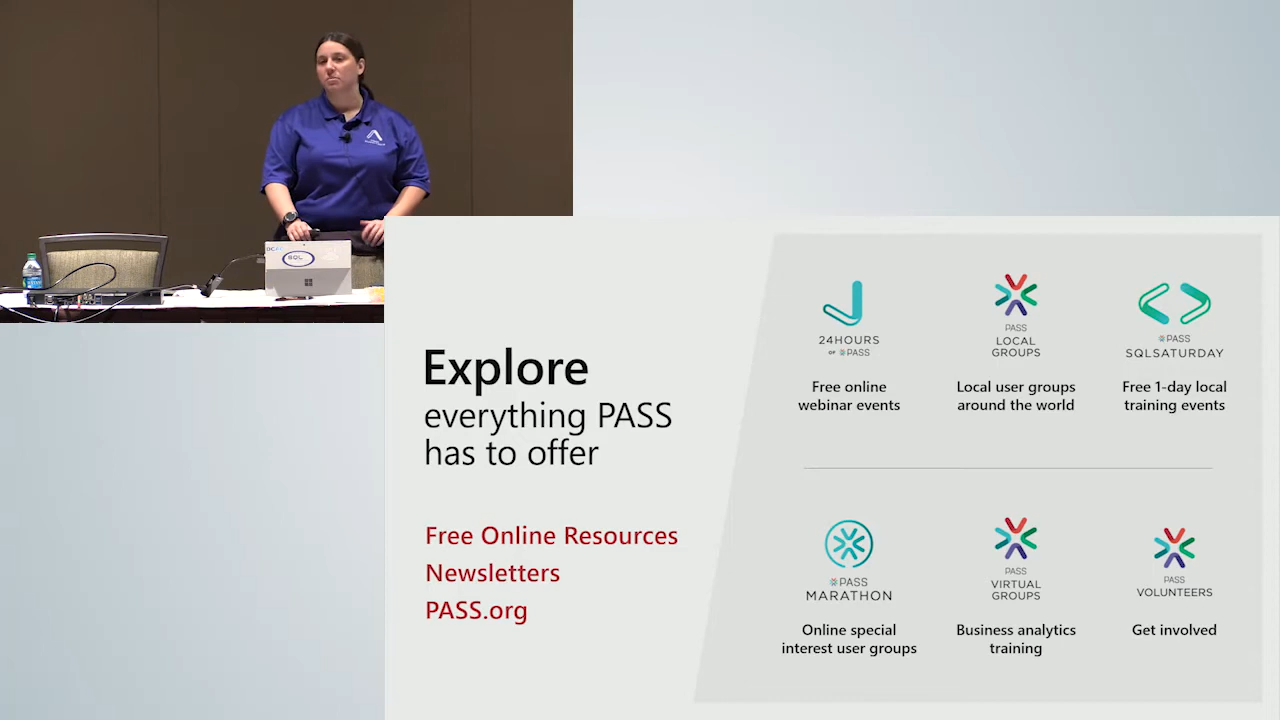 SQL
Explore
everything PASS
has to offer
Free Online Resources
Newsletters
PASS.org
24HOURS
OF PASS
Free online
webinar events
PASS
LOCAL
GROUPS
Local user groups
around the world
PASS
SQLSATURDAY
Free 1-day local
training events
PASS
MARATHON
Online special
interest user groups
PASS
VIRTUAL
GROUPS
Business analytics
training
PASS
VOLUNTEERS
Get involved